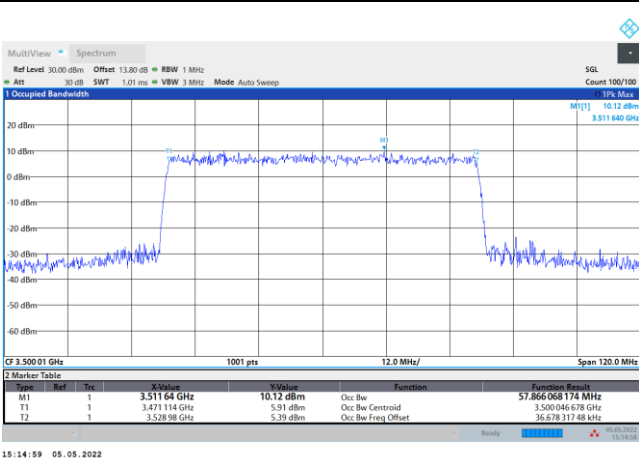 MultiView Spectrum
Ref Level 30.00 dBm Offset 13.80 dB RBW 1 MHz SGL
Att 30 dB SWT 1.01 ms VBW 3 MHz Mode Auto Sweep Count 100/100
1 Occupied Bandwidth 1Pk Max
M1[1] 10.12 dBm
3.511 640 GHz
20 dBm
M1
10 dBm
T1 T2
0 dBm
-10 dBm
-20 dBm
-30 dBm
-40 dBm
-50 dBm
-60 dBm
CF 3.500 01 GHz 1001 pts 12.0 MHz/ Span 120.0 MHz
2 Marker Table
Type Ref Trc X-Value Y-Value Function Function Result
M1 1 3.511 64 GHz 10.12 dBm Occ Bw 57.866 068 174 MHz
T1 1 3.471 114 GHz 5.91 dBm Occ Bw Centroid 3.500 046 678 GHz
T2 1 3.528 98 GHz 5.39 dBm Occ Bw Freq Offset 36.678 317 48 kHz
Ready 05.05.2022
15:14:58
15:14:59 05.05.2022